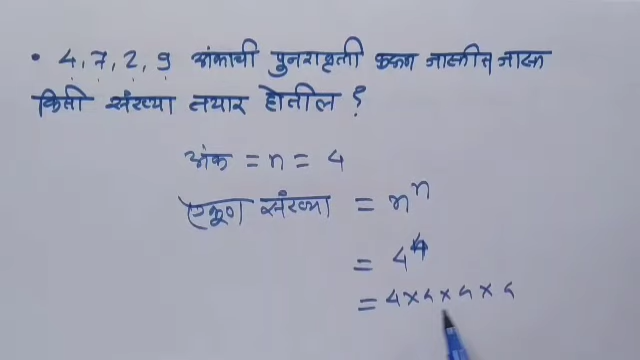 • 4, 7, 2, 9 अंकाची पुनरावृती करून जास्तीत जास्त
किती संख्या तयार होतील ?
अंक = n = 4
एकूण संख्या = n^n
= 4^4
= 4 × 4 × 4 × 4